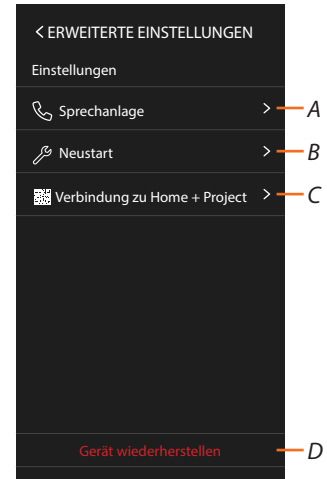 < ERWEITERTE EINSTELLUNGEN
Einstellungen
Sprechanlage > A
Neustart > B
Verbindung zu Home + Project > C
Gerät wiederherstellen D